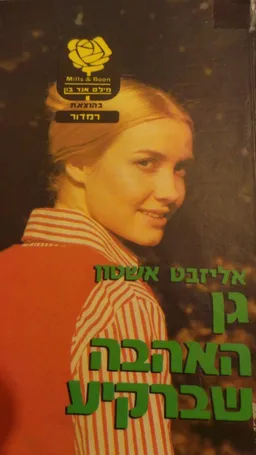 Mills & Boon
מילס אנד בון
בהוצאת
רמדור
אליזבט אשטון
גן
האהבה
שברקיע